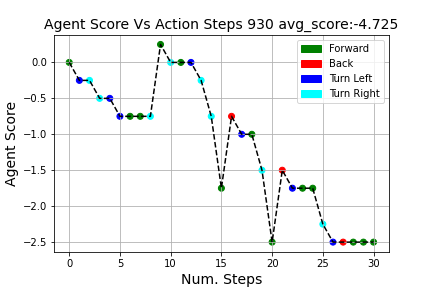 Agent Score Vs Action Steps 930 avg_score:-4.725
Forward
Back
Turn Left
Turn Right
Agent Score
0.0
−0.5
−1.0
−1.5
−2.0
−2.5
0 5 10 15 20 25 30
Num. Steps